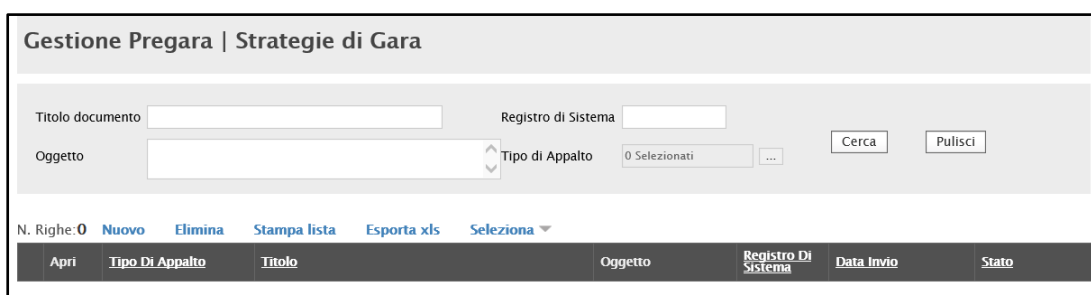 Gestione Pregara | Strategie di Gara
Titolo documento Registro di Sistema
Cerca Pulisci
Oggetto Tipo di Appalto 0 Selezionati ...
N. Righe:0 Nuovo Elimina Stampa lista Esporta xls Seleziona
Apri Tipo Di Appalto Titolo Oggetto Registro Di Sistema Data Invio Stato